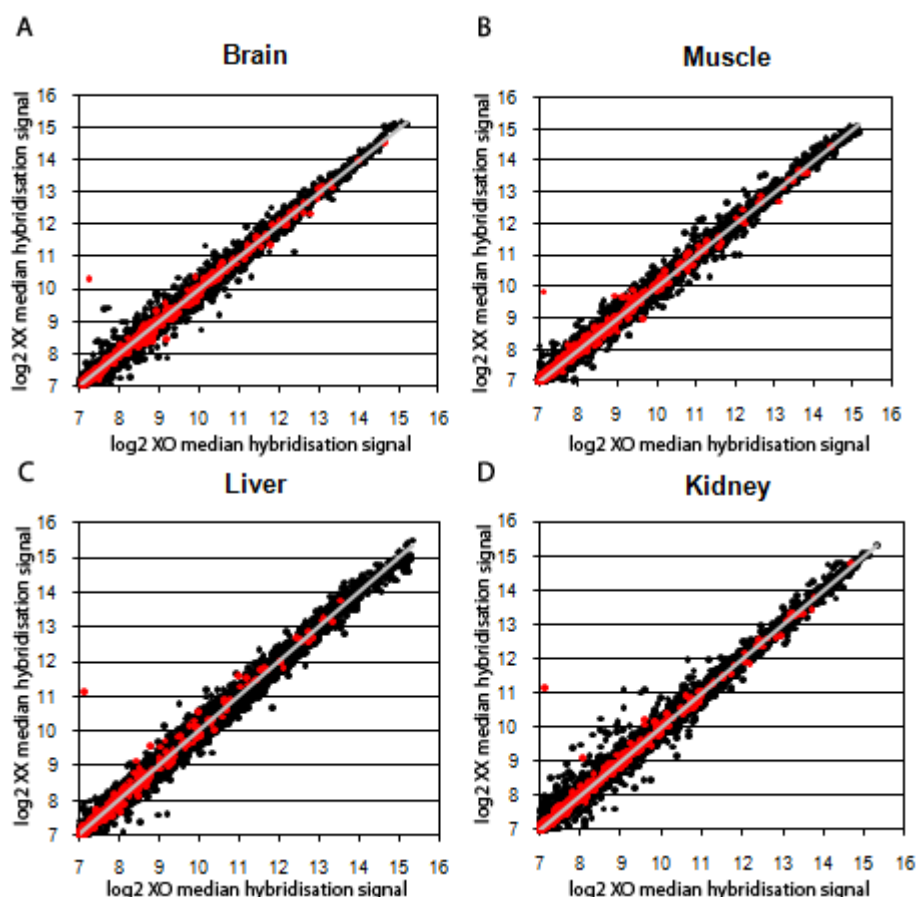 A
Brain
log2 XX median hybridisation signal
16
15
14
13
12
11
10
9
8
7
7 8 9 10 11 12 13 14 15 16
log2 XO median hybridisation signal
B
Muscle
log2 XX median hybridisation signal
16
15
14
13
12
11
10
9
8
7
7 8 9 10 11 12 13 14 15 16
log2 XO median hybridisation signal
C
Liver
log2 XX median hybridisation signal
16
15
14
13
12
11
10
9
8
7
7 8 9 10 11 12 13 14 15 16
log2 XO median hybridisation signal
D
Kidney
log2 XX median hybridisation signal
16
15
14
13
12
11
10
9
8
7
7 8 9 10 11 12 13 14 15 16
log2 XO median hybridisation signal